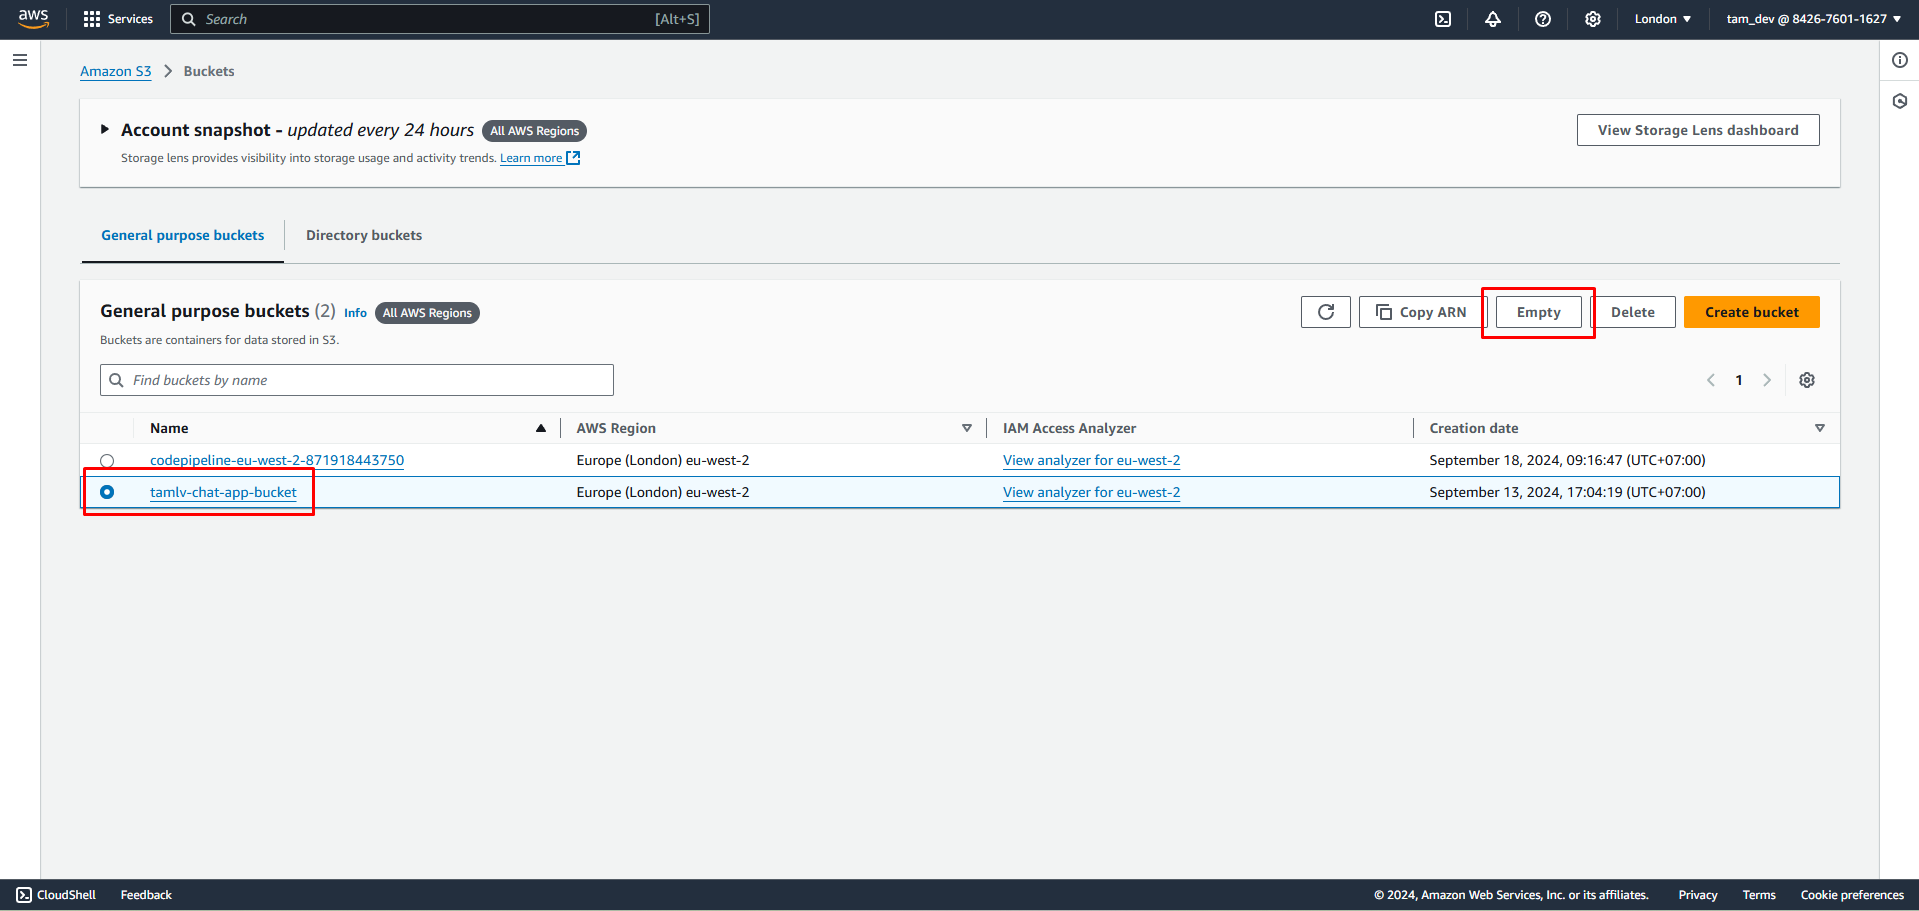 aws Services Search [Alt+S] London tam_dev @ 8426-7601-1627
Amazon S3 Buckets
Account snapshot - updated every 24 hours All AWS Regions View Storage Lens dashboard
Storage lens provides visibility into storage usage and activity trends. Learn more
General purpose buckets Directory buckets
General purpose buckets (2) Info All AWS Regions Copy ARN Empty Delete Create bucket
Buckets are containers for data stored in S3.
Find buckets by name 1
Name AWS Region IAM Access Analyzer Creation date
codepipeline-eu-west-2-871918443750 Europe (London) eu-west-2 View analyzer for eu-west-2 September 18, 2024, 09:16:47 (UTC+07:00)
tamlv-chat-app-bucket Europe (London) eu-west-2 View analyzer for eu-west-2 September 13, 2024, 17:04:19 (UTC+07:00)
CloudShell Feedback © 2024, Amazon Web Services, Inc. or its affiliates. Privacy Terms Cookie preferences